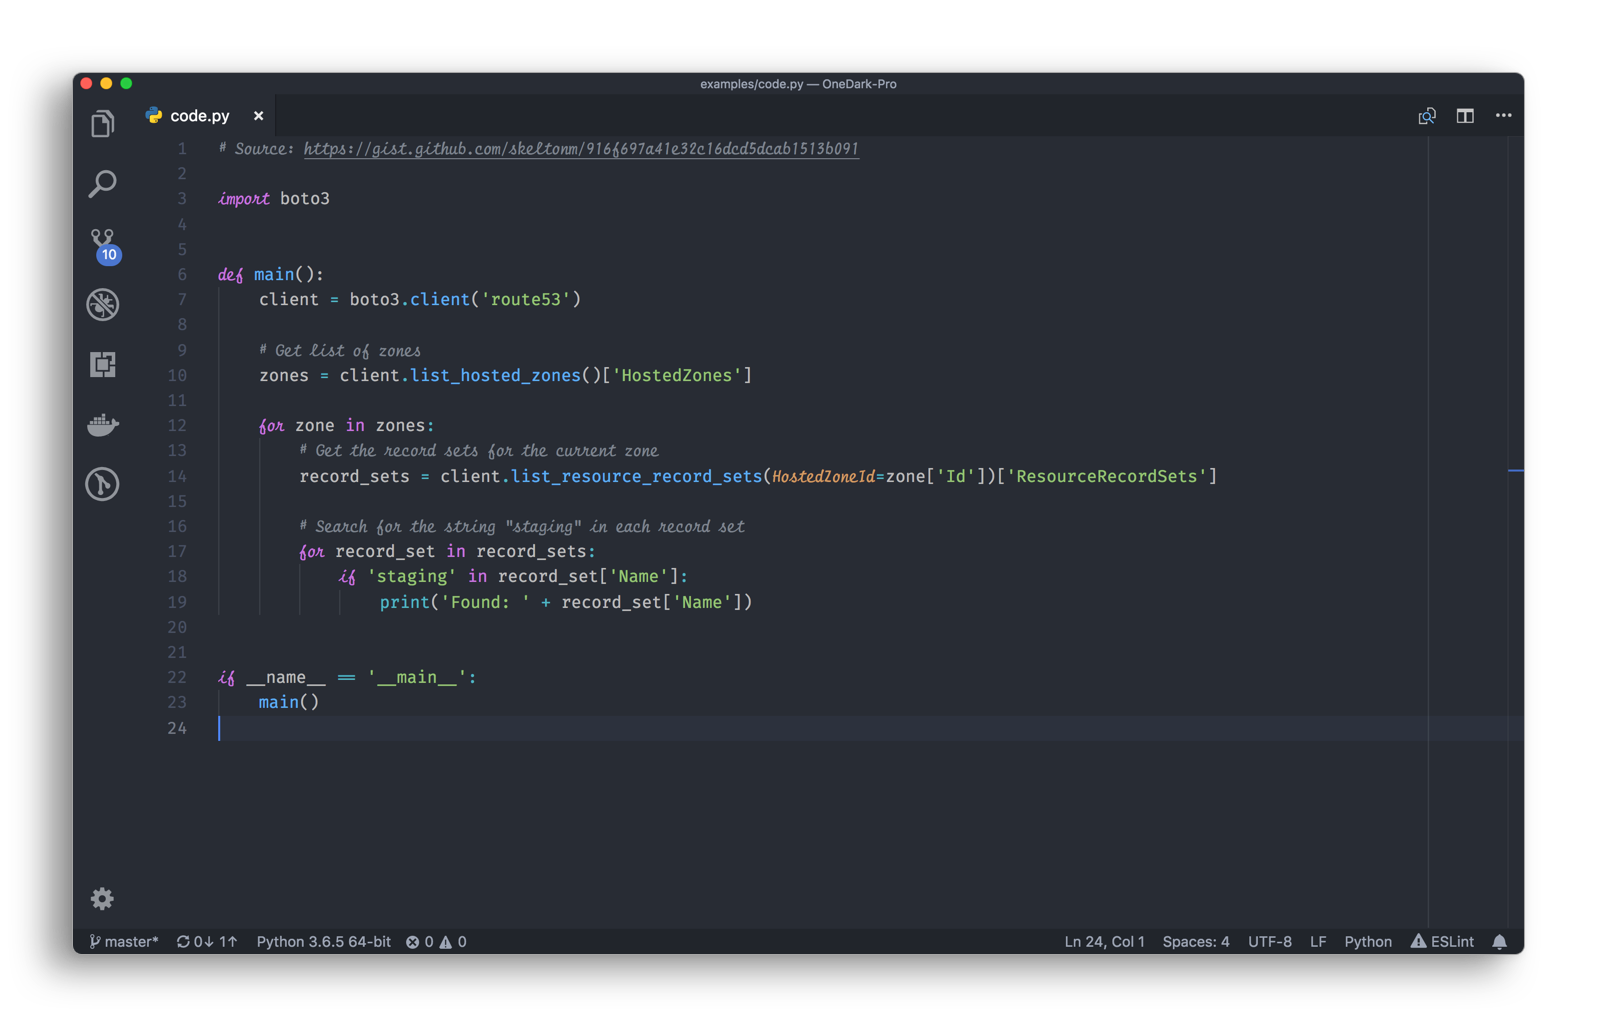 examples/code.py — OneDark-Pro
code.py
1 # Source: https://gist.github.com/skeltonm/916f697a41e32c16dcd5dcab1513b091
2
3 import boto3
4
5
6 def main():
7     client = boto3.client('route53')
8
9     # Get list of zones
10     zones = client.list_hosted_zones()['HostedZones']
11
12     for zone in zones:
13         # Get the record sets for the current zone
14         record_sets = client.list_resource_record_sets(HostedZoneId=zone['Id'])['ResourceRecordSets']
15
16         # Search for the string "staging" in each record set
17         for record_set in record_sets:
18             if 'staging' in record_set['Name']:
19                 print('Found: ' + record_set['Name'])
20
21
22 if __name__ == '__main__':
23     main()
24
10
master* 0↓ 1↑ Python 3.6.5 64-bit 0 0 Ln 24, Col 1 Spaces: 4 UTF-8 LF Python ESLint